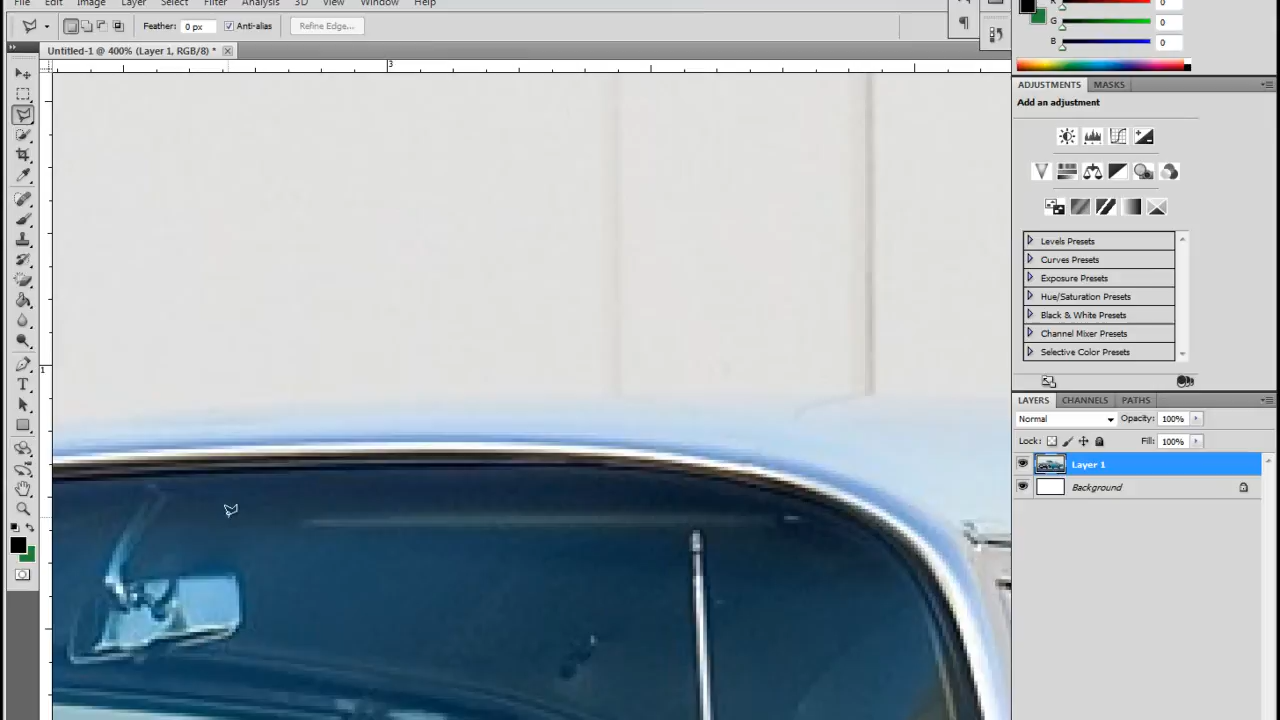 File Edit Image Layer Select Filter Analysis 3D View Window Help
Feather: 0 px Anti-alias Refine Edge...
Untitled-1 @ 400% (Layer 1, RGB/8) *
3
1
R 0
G 0
B 0
ADJUSTMENTS MASKS
Add an adjustment
Levels Presets
Curves Presets
Exposure Presets
Hue/Saturation Presets
Black & White Presets
Channel Mixer Presets
Selective Color Presets
LAYERS CHANNELS PATHS
Normal Opacity: 100%
Lock: Fill: 100%
Layer 1
Background